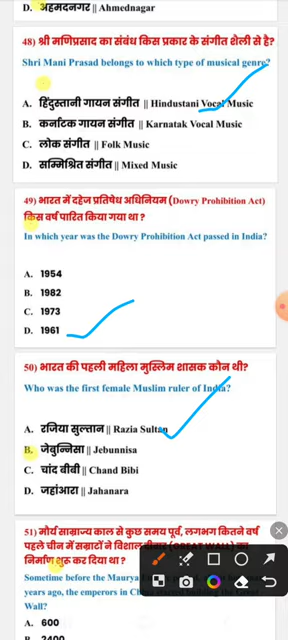 D. अहमदनगर || Ahmednagar
48) श्री मणिप्रसाद का संबंध किस प्रकार के संगीत शैली से है?
Shri Mani Prasad belongs to which type of musical genre?
A. हिंदुस्तानी गायन संगीत || Hindustani Vocal Music
B. कर्नाटक गायन संगीत || Karnatak Vocal Music
C. लोक संगीत || Folk Music
D. सम्मिश्रित संगीत || Mixed Music
49) भारत में दहेज प्रतिषेध अधिनियम (Dowry Prohibition Act)
किस वर्ष पारित किया गया था ?
In which year was the Dowry Prohibition Act passed in India?
A. 1954
B. 1982
C. 1973
D. 1961
50) भारत की पहली महिला मुस्लिम शासक कौन थी?
Who was the first female Muslim ruler of India?
A. रजिया सुल्तान || Razia Sultan
B. जेबुन्निसा || Jebunnisa
C. चांद बीबी || Chand Bibi
D. जहांआरा || Jahanara
51) मौर्य साम्राज्य काल से कुछ समय पूर्व, लगभग कितने वर्ष
पहले चीन में सम्राटों ने विशाल (GREAT WALL) का
निर्माण शुरू कर दिया था ?
Sometime before the Maurya
years ago, the emperors in
Wall?
A. 600
B. 2400